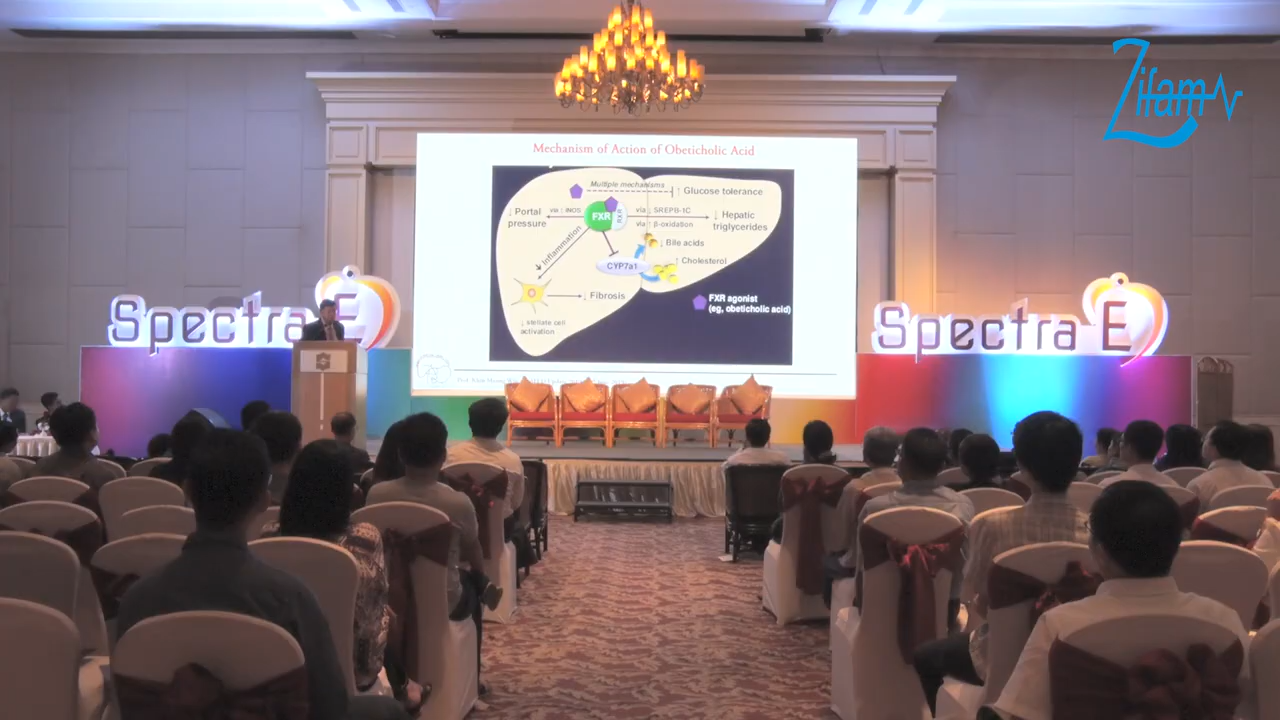 Zifam
Mechanism of Action of Obeticholic Acid
Multiple mechanisms
↑ Glucose tolerance
↓ Portal
pressure
via ↑ iNOS
FXR
RXR
via ↓ SREPB-1C
via ↑ β-oxidation
↓ Hepatic
triglycerides
Inflammation
↓ Bile acids
CYP7a1
↑ Cholesterol
↓ Fibrosis
↓ stellate cell
activation
FXR agonist
(eg, obeticholic acid)
Spectra E
Spectra E